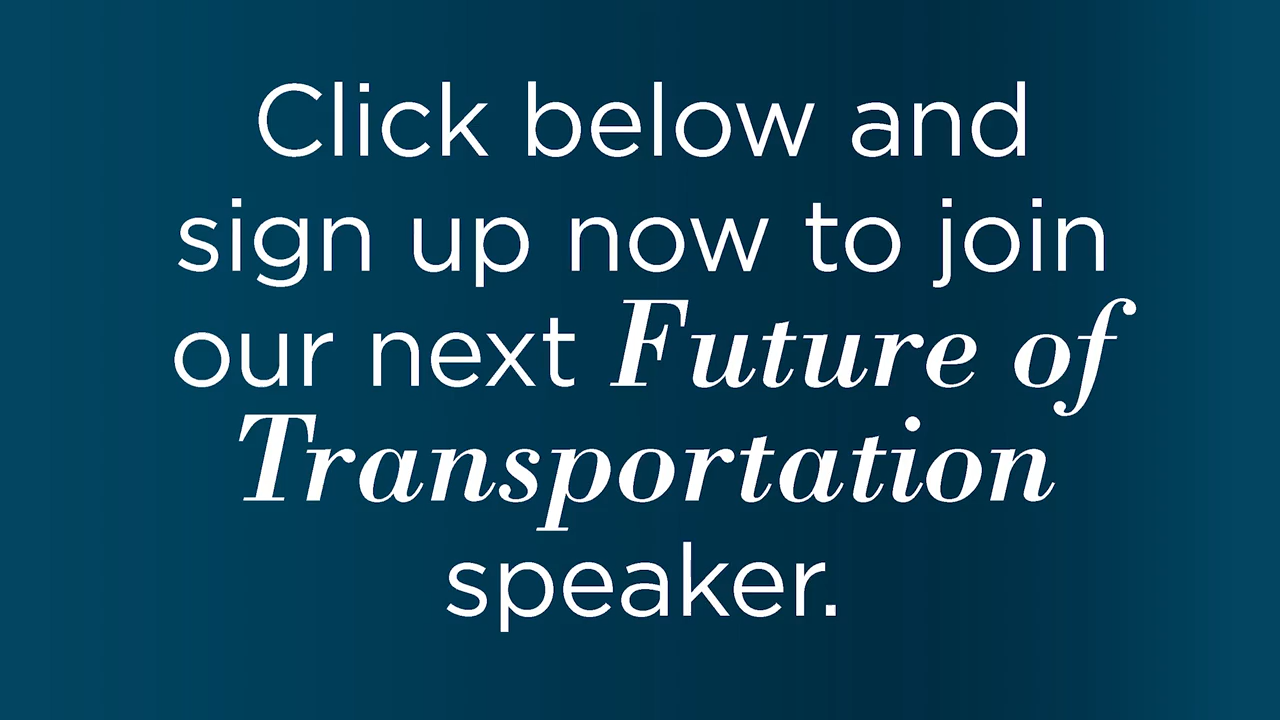 Click below and
sign up now to join
our next Future of
Transportation
speaker.